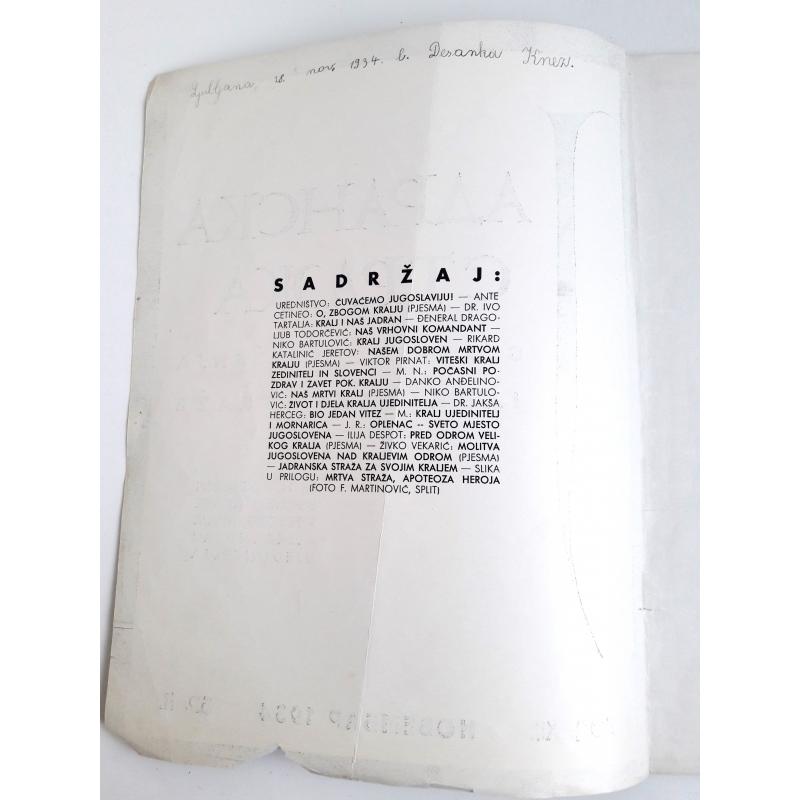 Ljubljana, 28. nov. 1934. b. Desanka Knez.
АДРАНСКА
SADRŽAJ:
UREDNIŠTVO: ČUVAĆEMO JUGOSLAVIJU! — ANTE
CETINEO: O, ZBOGOM KRALJU (PJESMA) — DR. IVO
TARTALJA: KRALJ I NAŠ JADRAN — ĐENERAL DRAGO-
LJUB TODORČEVIĆ: NAŠ VRHOVNI KOMANDANT —
NIKO BARTULOVIĆ: KRALJ JUGOSLOVEN — RIKARD
KATALINIĆ JERETOV: NAŠEM DOBROM MRTVOM
KRALJU (PJESMA) — VIKTOR PIRNAT: VITEŠKI KRALJ
ZEDINITELJ IN SLOVENCI — M. N.: POČASNI PO-
ZDRAV I ZAVET POK. KRALJU — DANKO ANĐELINO-
VIĆ: NAŠ MRTVI KRALJ (PJESMA) — NIKO BARTULO-
VIĆ: ŽIVOT I DJELA KRALJA UJEDINITELJA — DR. JAKŠA
HERCEG: BIO JEDAN VITEZ — M.: KRALJ UJEDINITELJ
I MORNARICA — J. R.: OPLENAC -- SVETO MJESTO
JUGOSLOVENA — ILIJA DESPOT: PRED ODROM VELI-
KOG KRALJA (PJESMA) — ŽIVKO VEKARIĆ: MOLITVA
JUGOSLOVENA NAD KRALJEVIM ODROM (PJESMA)
— JADRANSKA STRAŽA ZA SVOJIM KRALJEM — SLIKA
U PRILOGU: MRTVA STRAŽA, APOTEOZA HEROJA
(FOTO F. MARTINOVIĆ, SPLIT)
НОВЕМБАР 1934